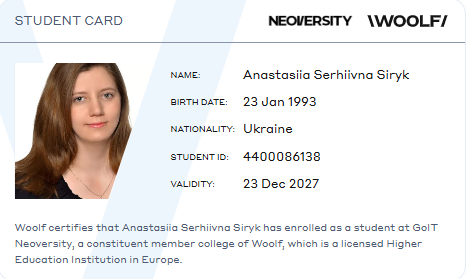 STUDENT CARD NEOVERSITY \WOOLF/
NAME: Anastasiia Serhiivna Siryk
BIRTH DATE: 23 Jan 1993
NATIONALITY: Ukraine
STUDENT ID: 4400086138
VALIDITY: 23 Dec 2027
Woolf certifies that Anastasiia Serhiivna Siryk has enrolled as a student at GoIT
Neoversity, a constituent member college of Woolf, which is a licensed Higher
Education Institution in Europe.